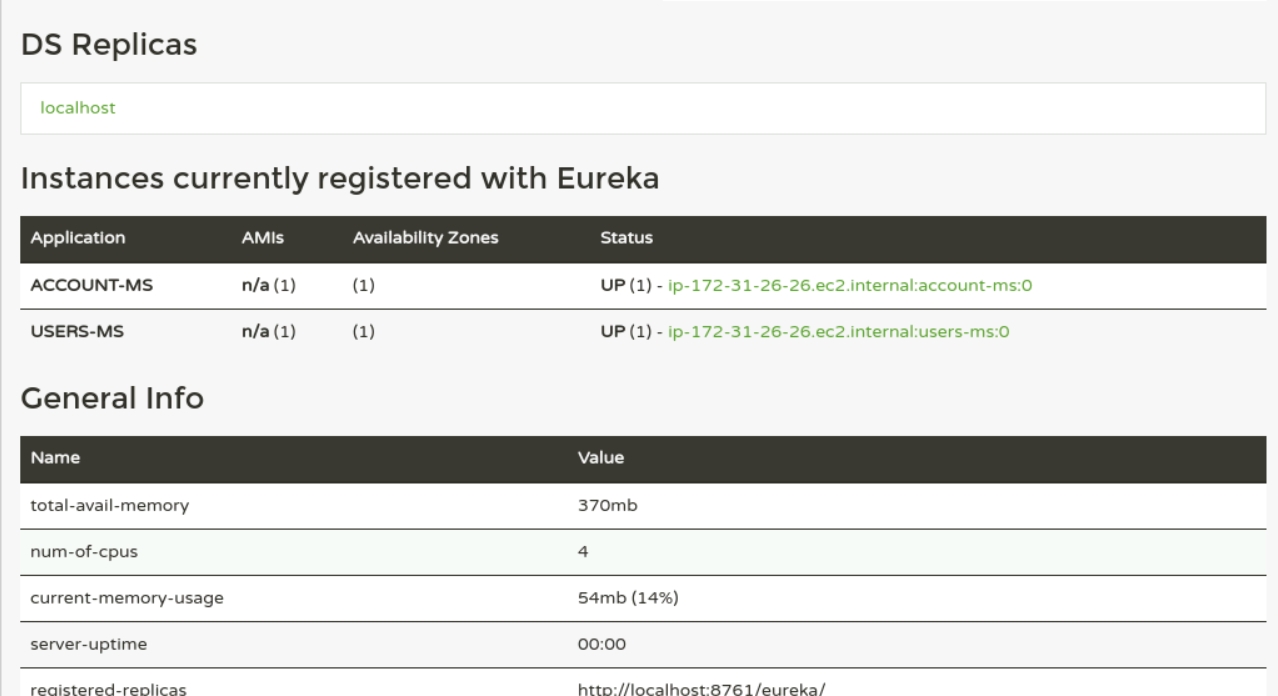 DS Replicas
localhost
Instances currently registered with Eureka
Application AMIs Availability Zones Status
ACCOUNT-MS n/a (1) (1) UP (1) - ip-172-31-26-26.ec2.internal:account-ms:0
USERS-MS n/a (1) (1) UP (1) - ip-172-31-26-26.ec2.internal:users-ms:0
General Info
Name Value
total-avail-memory 370mb
num-of-cpus 4
current-memory-usage 54mb (14%)
server-uptime 00:00
registered-replicas http://localhost:8761/eureka/